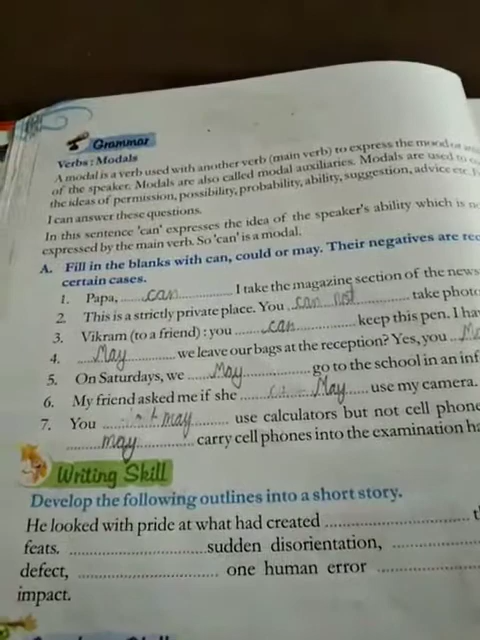 Grammar
Verbs : Modals
A modal is a verb used with another verb (main verb) to express the mood or
of the speaker. Modals are also called modal auxiliaries. Modals are used to
the ideas of permission, possibility, probability, ability, suggestion, advice etc.
I can answer these questions.
In this sentence 'can' expresses the idea of the speaker's ability which is
expressed by the main verb. So 'can' is a modal.
A. Fill in the blanks with can, could or may. Their negatives are
certain cases.
1. Papa, can I take the magazine section of the news
2. This is a strictly private place. You can not take
3. Vikram (to a friend) : you can keep this pen. I
4. May we leave our bags at the reception? Yes, you
5. On Saturdays, we May go to the school in an
6. My friend asked me if she May use my camera.
7. You may use calculators but not cell
may carry cell phones into the examination
Writing Skill
Develop the following outlines into a short story.
He looked with pride at what had created ....................
feats. .................... sudden disorientation, ..........
defect, .................... one human error ....................
impact.